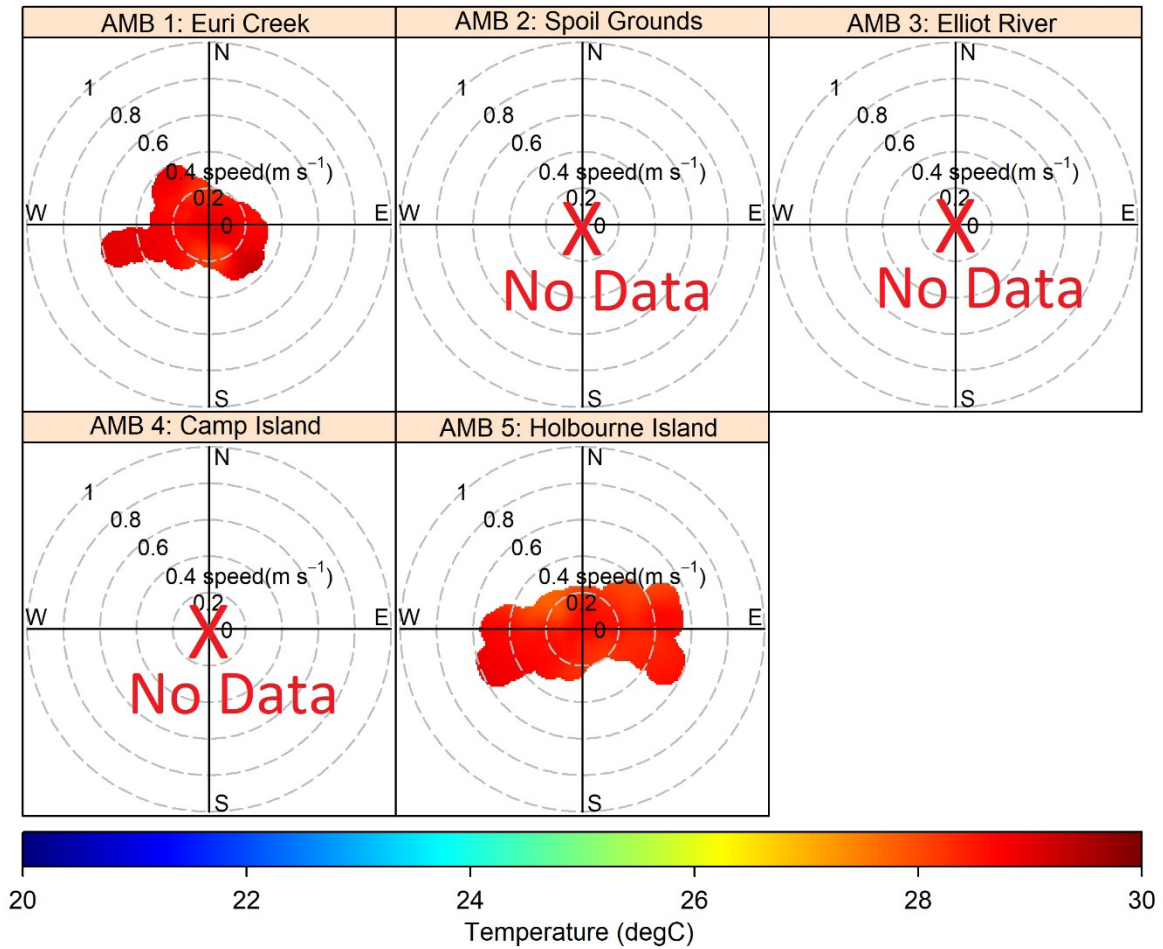 AMB 1: Euri Creek
AMB 2: Spoil Grounds
AMB 3: Elliot River
N
1
0.8
0.6
0.4 speed(m s⁻¹)
0.2
W
0
E
S
N
1
0.8
0.6
0.4 speed(m s⁻¹)
0.2
W
X
0
E
No Data
S
N
1
0.8
0.6
0.4 speed(m s⁻¹)
0.2
W
X
0
E
No Data
S
AMB 4: Camp Island
AMB 5: Holbourne Island
N
1
0.8
0.6
0.4 speed(m s⁻¹)
0.2
W
X
0
E
No Data
S
N
1
0.8
0.6
0.4 speed(m s⁻¹)
0.2
W
0
E
S
20 22 24 26 28 30
Temperature (degC)